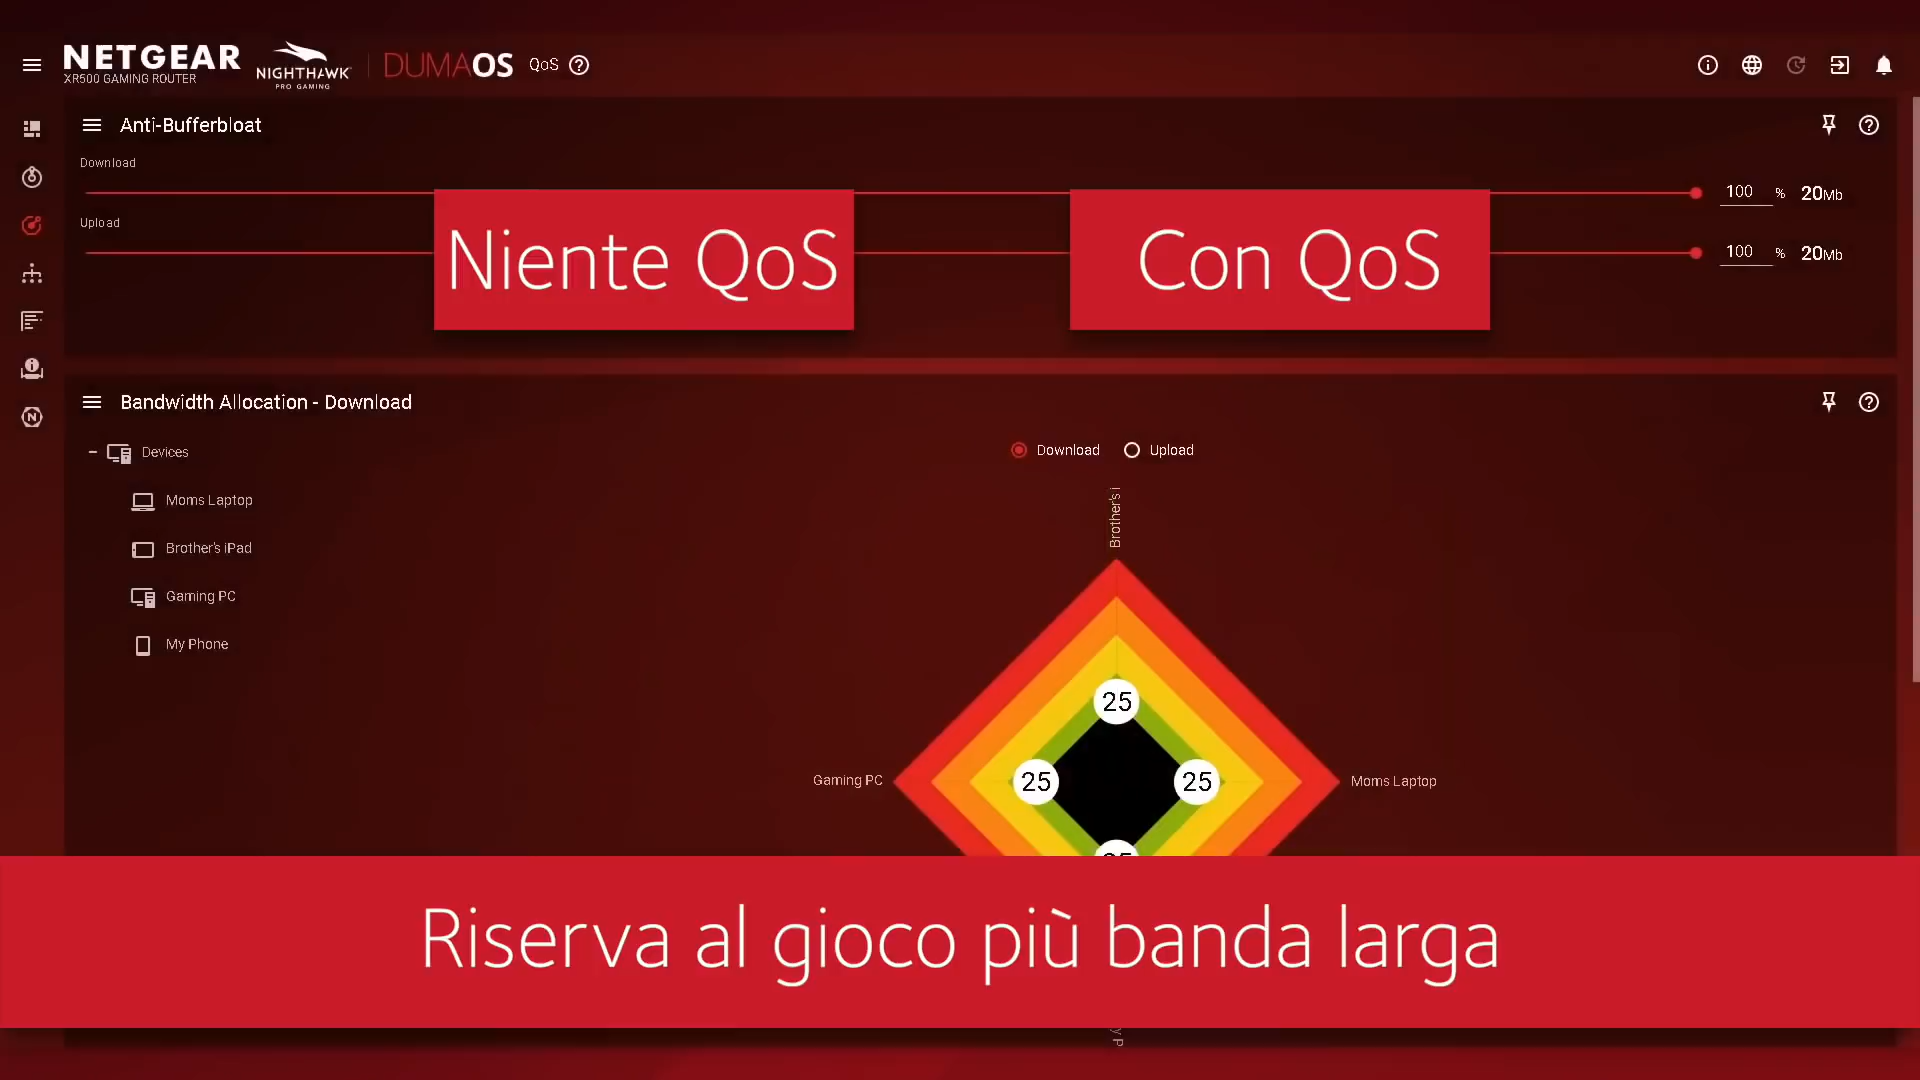 NETGEAR
XR500 GAMING ROUTER
NIGHTHAWK
PRO GAMING
DUMAOS
QoS
Anti-Bufferbloat
Download
100 % 20Mb
Upload
100 % 20Mb
Niente QoS
Con QoS
Bandwidth Allocation - Download
Devices
Moms Laptop
Brother's iPad
Gaming PC
My Phone
Download
Upload
Brother's i
25
Gaming PC
25
25
Moms Laptop
Riserva al gioco più banda larga